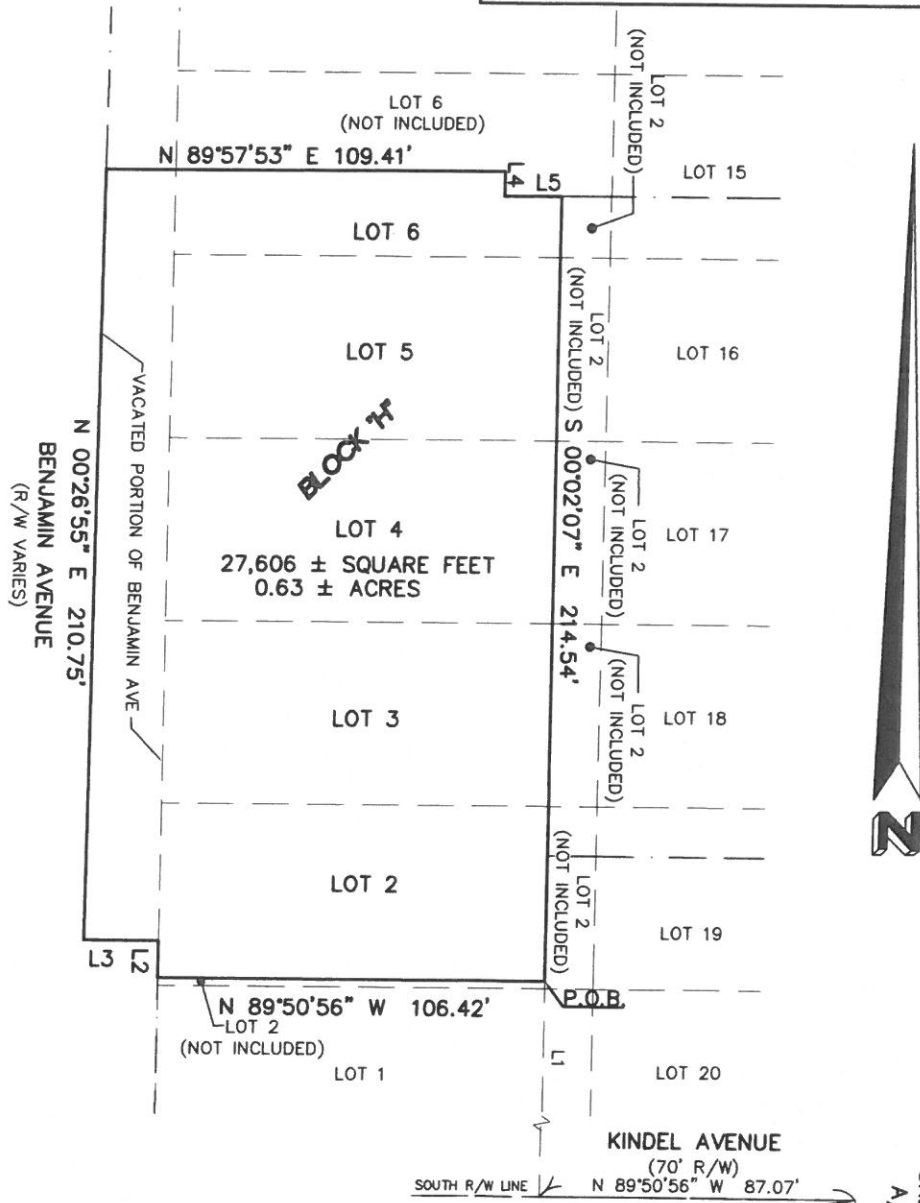 LOT 2
(NOT INCLUDED)
LOT 6
(NOT INCLUDED)
LOT 15
N 89°57'53" E 109.41'
L4
L5
LOT 6
LOT 2
(NOT INCLUDED)
LOT 5
LOT 16
VACATED PORTION OF BENJAMIN AVE
BLOCK "H"
S 00°02'07" E 214.54'
N 00°26'55" E 210.75'
BENJAMIN AVENUE
(R/W VARIES)
LOT 4
27,606 ± SQUARE FEET
0.63 ± ACRES
LOT 2
(NOT INCLUDED)
LOT 17
LOT 3
LOT 2
(NOT INCLUDED)
LOT 18
LOT 2
LOT 2
(NOT INCLUDED)
LOT 19
L3
L2
N
N 89°50'56" W 106.42'
P.O.B.
LOT 2
(NOT INCLUDED)
LOT 1
L1
LOT 20
KINDEL AVENUE
(70' R/W)
SOUTH R/W LINE
N 89°50'56" W 87.07'
A